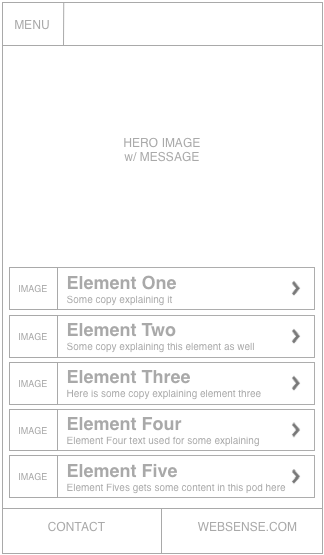 MENU
HERO IMAGE
w/ MESSAGE
IMAGE
Element One
Some copy explaining it
IMAGE
Element Two
Some copy explaining this element as well
IMAGE
Element Three
Here is some copy explaining element three
IMAGE
Element Four
Element Four text used for some explaining
IMAGE
Element Five
Element Fives gets some content in this pod here
CONTACT
WEBSENSE.COM